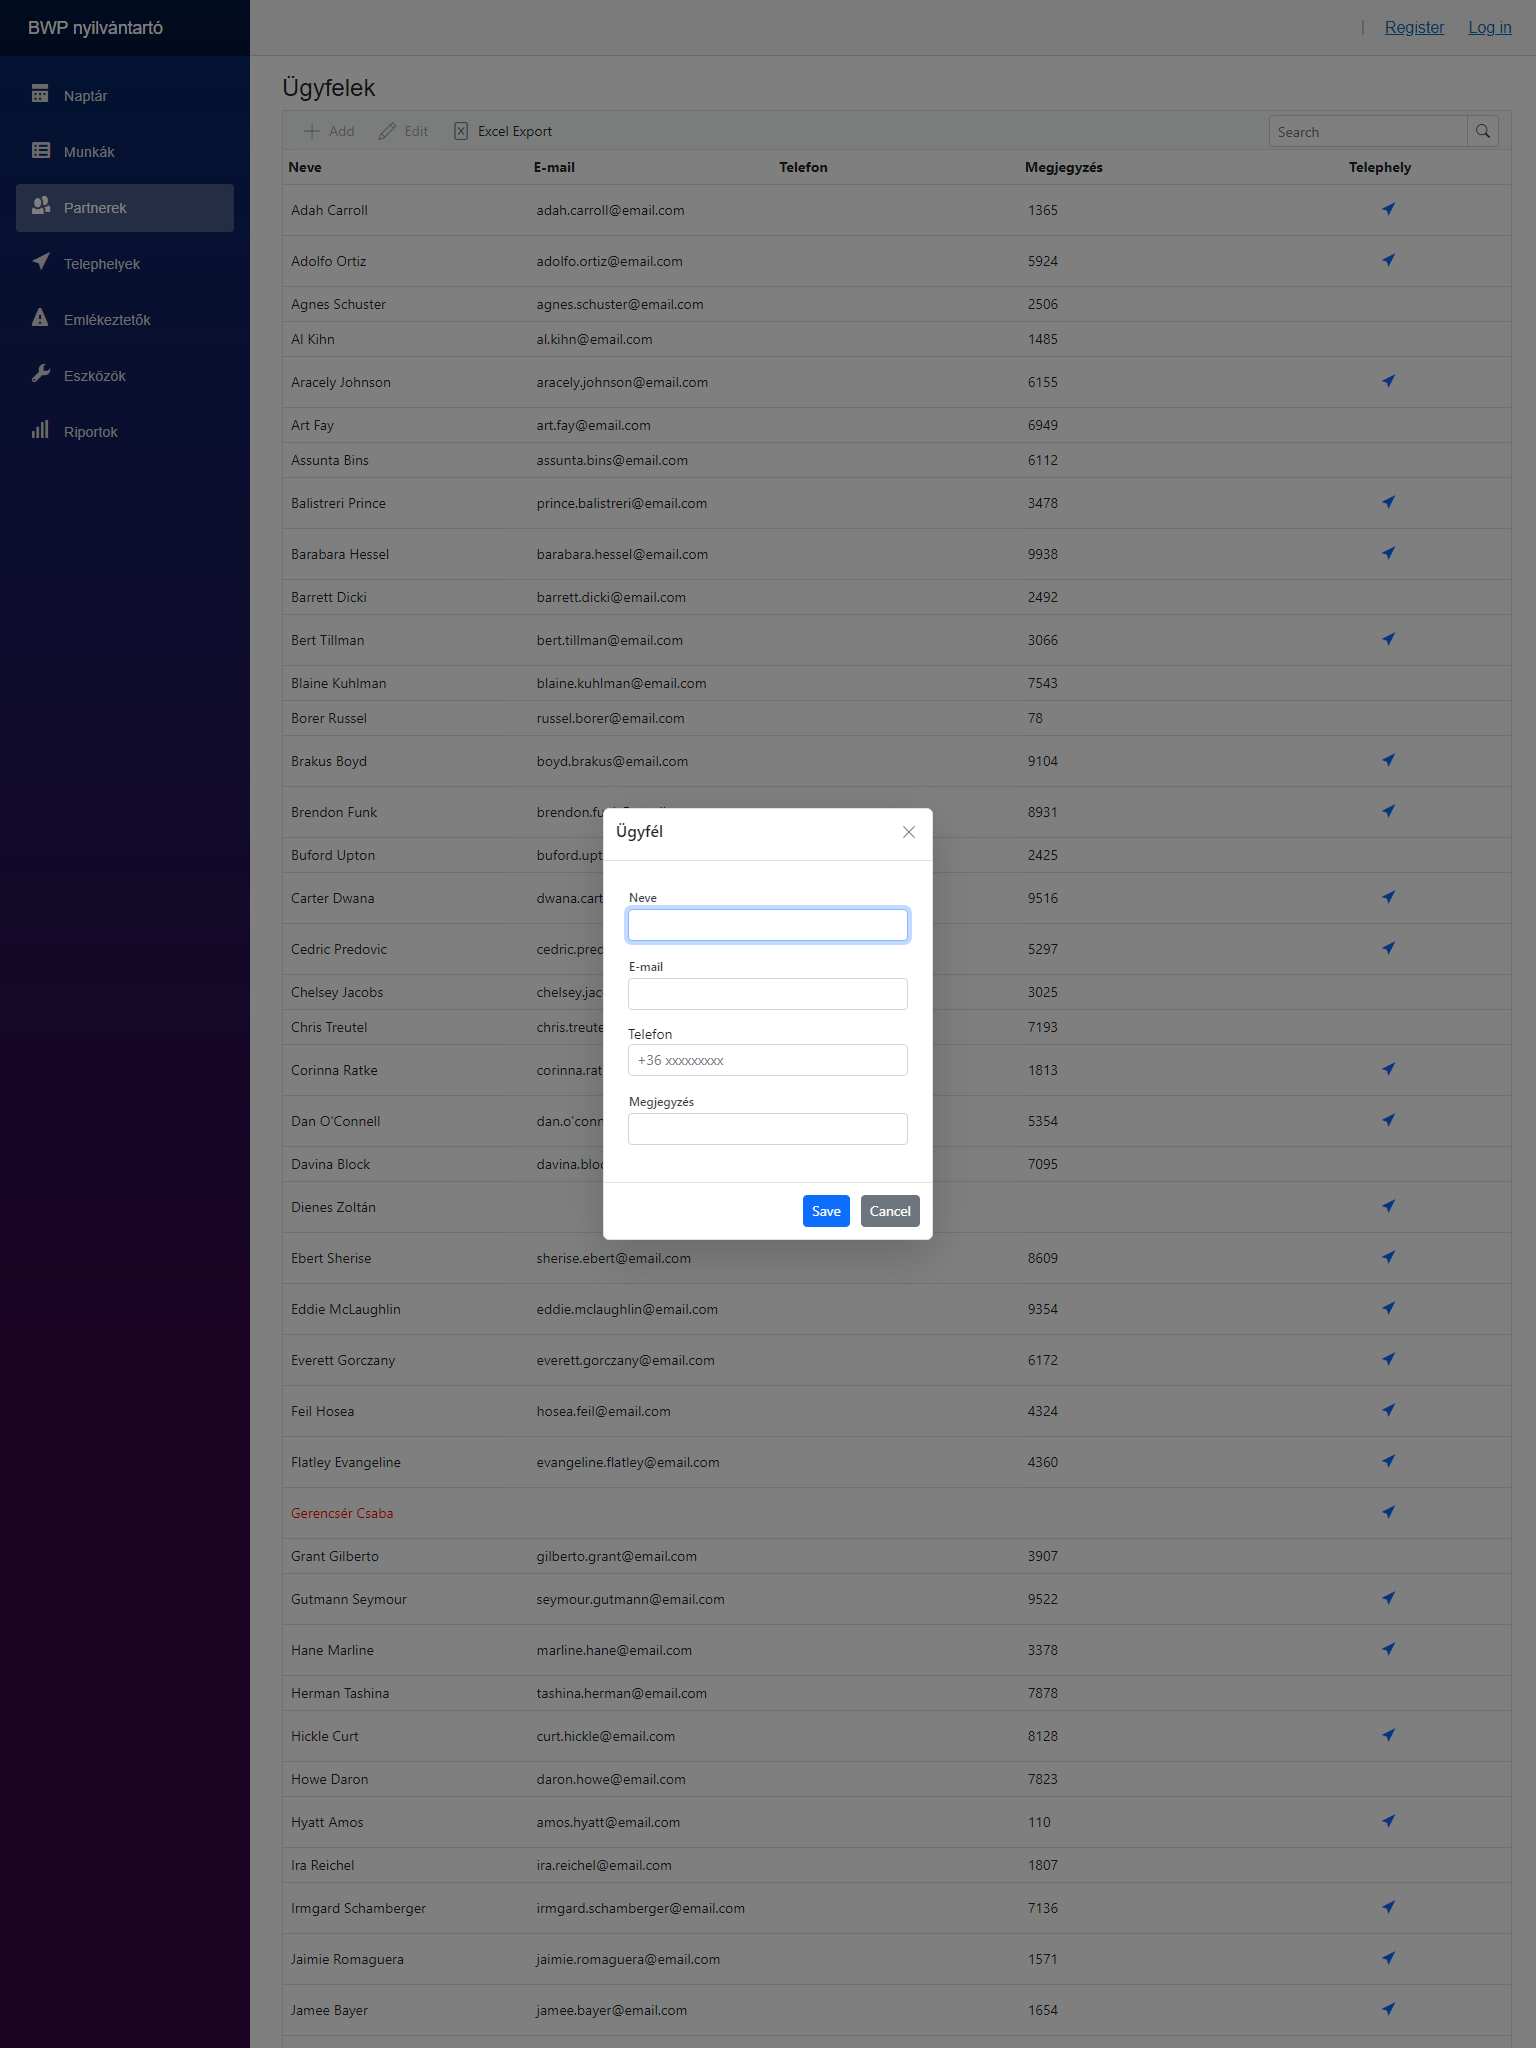 BWP nyilvántartó
Register Log in
Naptár
Munkák
Partnerek
Telephelyek
Emlékeztetők
Eszközök
Riportok
Ügyfelek
Add Edit Excel Export Search
Neve E-mail Telefon Megjegyzés Telephely
Adah Carroll adah.carroll@email.com 1365
Adolfo Ortiz adolfo.ortiz@email.com 5924
Agnes Schuster agnes.schuster@email.com 2506
Al Kihn al.kihn@email.com 1485
Aracely Johnson aracely.johnson@email.com 6155
Art Fay art.fay@email.com 6949
Assunta Bins assunta.bins@email.com 6112
Balistreri Prince prince.balistreri@email.com 3478
Barabara Hessel barabara.hessel@email.com 9938
Barrett Dicki barrett.dicki@email.com 2492
Bert Tillman bert.tillman@email.com 3066
Blaine Kuhlman blaine.kuhlman@email.com 7543
Borer Russel russel.borer@email.com 78
Brakus Boyd boyd.brakus@email.com 9104
Brendon Funk brendon.fu 8931
Buford Upton buford.upt 2425
Carter Dwana dwana.cart 9516
Cedric Predovic cedric.pred 5297
Chelsey Jacobs chelsey.jac 3025
Chris Treutel chris.treute 7193
Corinna Ratke corinna.rat 1813
Dan O'Connell dan.o'conn 5354
Davina Block davina.bloc 7095
Dienes Zoltán
Ebert Sherise sherise.ebert@email.com 8609
Eddie McLaughlin eddie.mclaughlin@email.com 9354
Everett Gorczany everett.gorczany@email.com 6172
Feil Hosea hosea.feil@email.com 4324
Flatley Evangeline evangeline.flatley@email.com 4360
Gerencsér Csaba
Grant Gilberto gilberto.grant@email.com 3907
Gutmann Seymour seymour.gutmann@email.com 9522
Hane Marline marline.hane@email.com 3378
Herman Tashina tashina.herman@email.com 7878
Hickle Curt curt.hickle@email.com 8128
Howe Daron daron.howe@email.com 7823
Hyatt Amos amos.hyatt@email.com 110
Ira Reichel ira.reichel@email.com 1807
Irmgard Schamberger irmgard.schamberger@email.com 7136
Jaimie Romaguera jaimie.romaguera@email.com 1571
Jamee Bayer jamee.bayer@email.com 1654
Ügyfél
Neve
E-mail
Telefon
+36 xxxxxxxxx
Megjegyzés
Save Cancel